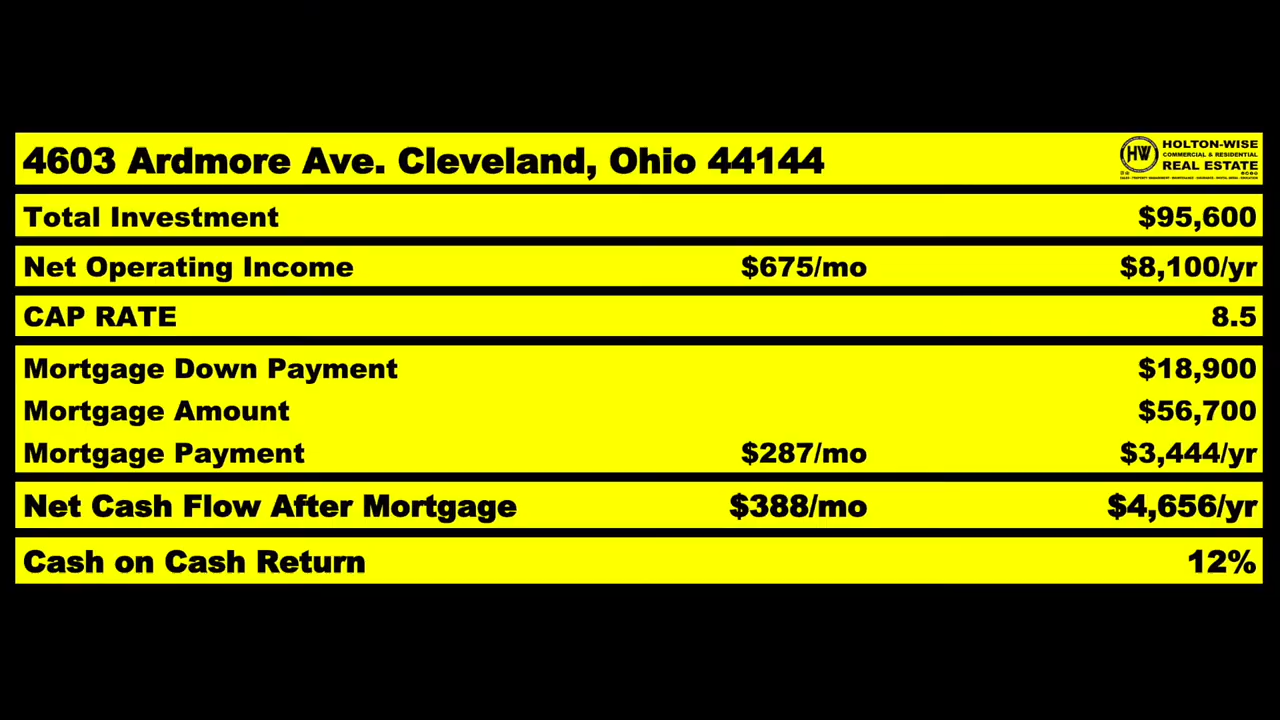 4603 Ardmore Ave. Cleveland, Ohio 44144
HOLTON-WISE
COMMERCIAL & RESIDENTIAL
REAL ESTATE
Total Investment $95,600
Net Operating Income $675/mo $8,100/yr
CAP RATE 8.5
Mortgage Down Payment $18,900
Mortgage Amount $56,700
Mortgage Payment $287/mo $3,444/yr
Net Cash Flow After Mortgage $388/mo $4,656/yr
Cash on Cash Return 12%